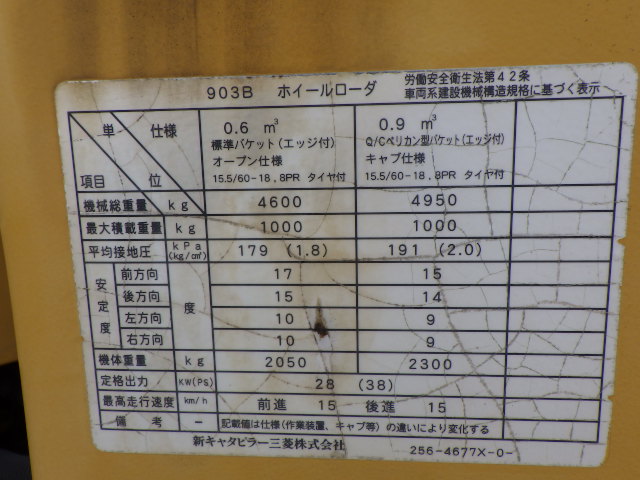 903B ホイールローダ
労働安全衛生法第42条
車両系建設機械構造規格に基づく表示
単 仕様
項目 位
0.6 m³
標準バケット(エッジ付)
オープン仕様
15.5/60-18.8PR タイヤ付
0.9 m³
Q/Cペリカン型バケット(エッジ付)
キャブ仕様
15.5/60-18.8PR タイヤ付
機械総重量 kg 4600 4950
最大積載重量 kg 1000 1000
平均接地圧 kPa (kg/c㎡) 179 (1.8) 191 (2.0)
安定度 度
前方向 17 15
後方向 15 14
左方向 10 9
右方向 10 9
機体重量 kg 2050 2300
定格出力 KW(PS) 28 (38)
最高走行速度 km/h 前進 15 後進 15
備考 - 記載値は仕様(作業装置、キャブ等)の違いにより変化する
新キャタピラー三菱株式会社
256-4677X-0-